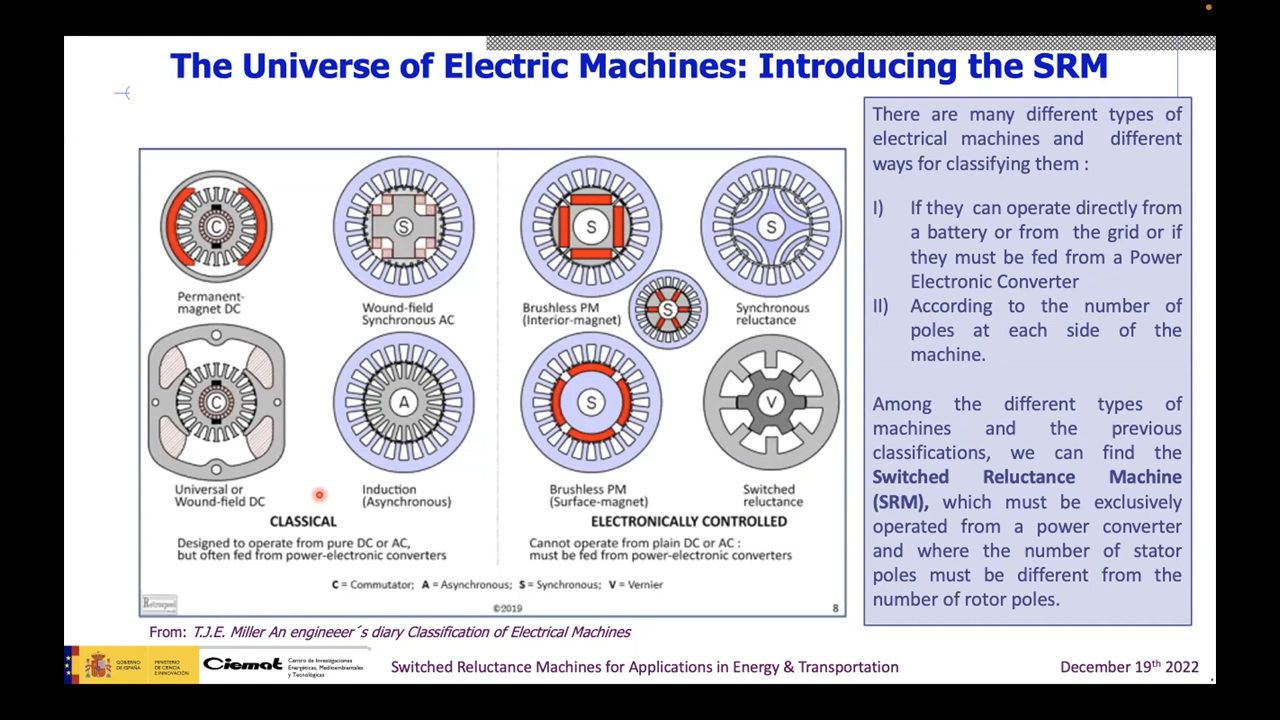 The Universe of Electric Machines: Introducing the SRM
C
Permanent-
magnet DC
S
Wound-field
Synchronous AC
S
Brushless PM
(Interior-magnet)
S
S
Synchronous
reluctance
C
Universal or
Wound-field DC
A
Induction
(Asynchronous)
S
Brushless PM
(Surface-magnet)
V
Switched
reluctance
CLASSICAL
Designed to operate from pure DC or AC,
but often fed from power-electronic converters
ELECTRONICALLY CONTROLLED
Cannot operate from plain DC or AC :
must be fed from power-electronic converters
C = Commutator; A = Asynchronous; S = Synchronous; V = Vernier
©2019
8
From: T.J.E. Miller An engineeer´s diary Classification of Electrical Machines
There are many different types of
electrical machines and different
ways for classifying them :
I) If they can operate directly from
a battery or from the grid or if
they must be fed from a Power
Electronic Converter
II) According to the number of
poles at each side of the
machine.
Among the different types of
machines and the previous
classifications, we can find the
Switched Reluctance Machine
(SRM), which must be exclusively
operated from a power converter
and where the number of stator
poles must be different from the
number of rotor poles.
GOBIERNO
DE ESPAÑA
MINISTERIO
DE CIENCIA
E INNOVACIÓN
Ciemat
Centro de Investigaciones
Energéticas, Medioambientales
y Tecnológicas
Switched Reluctance Machines for Applications in Energy & Transportation
December 19th 2022